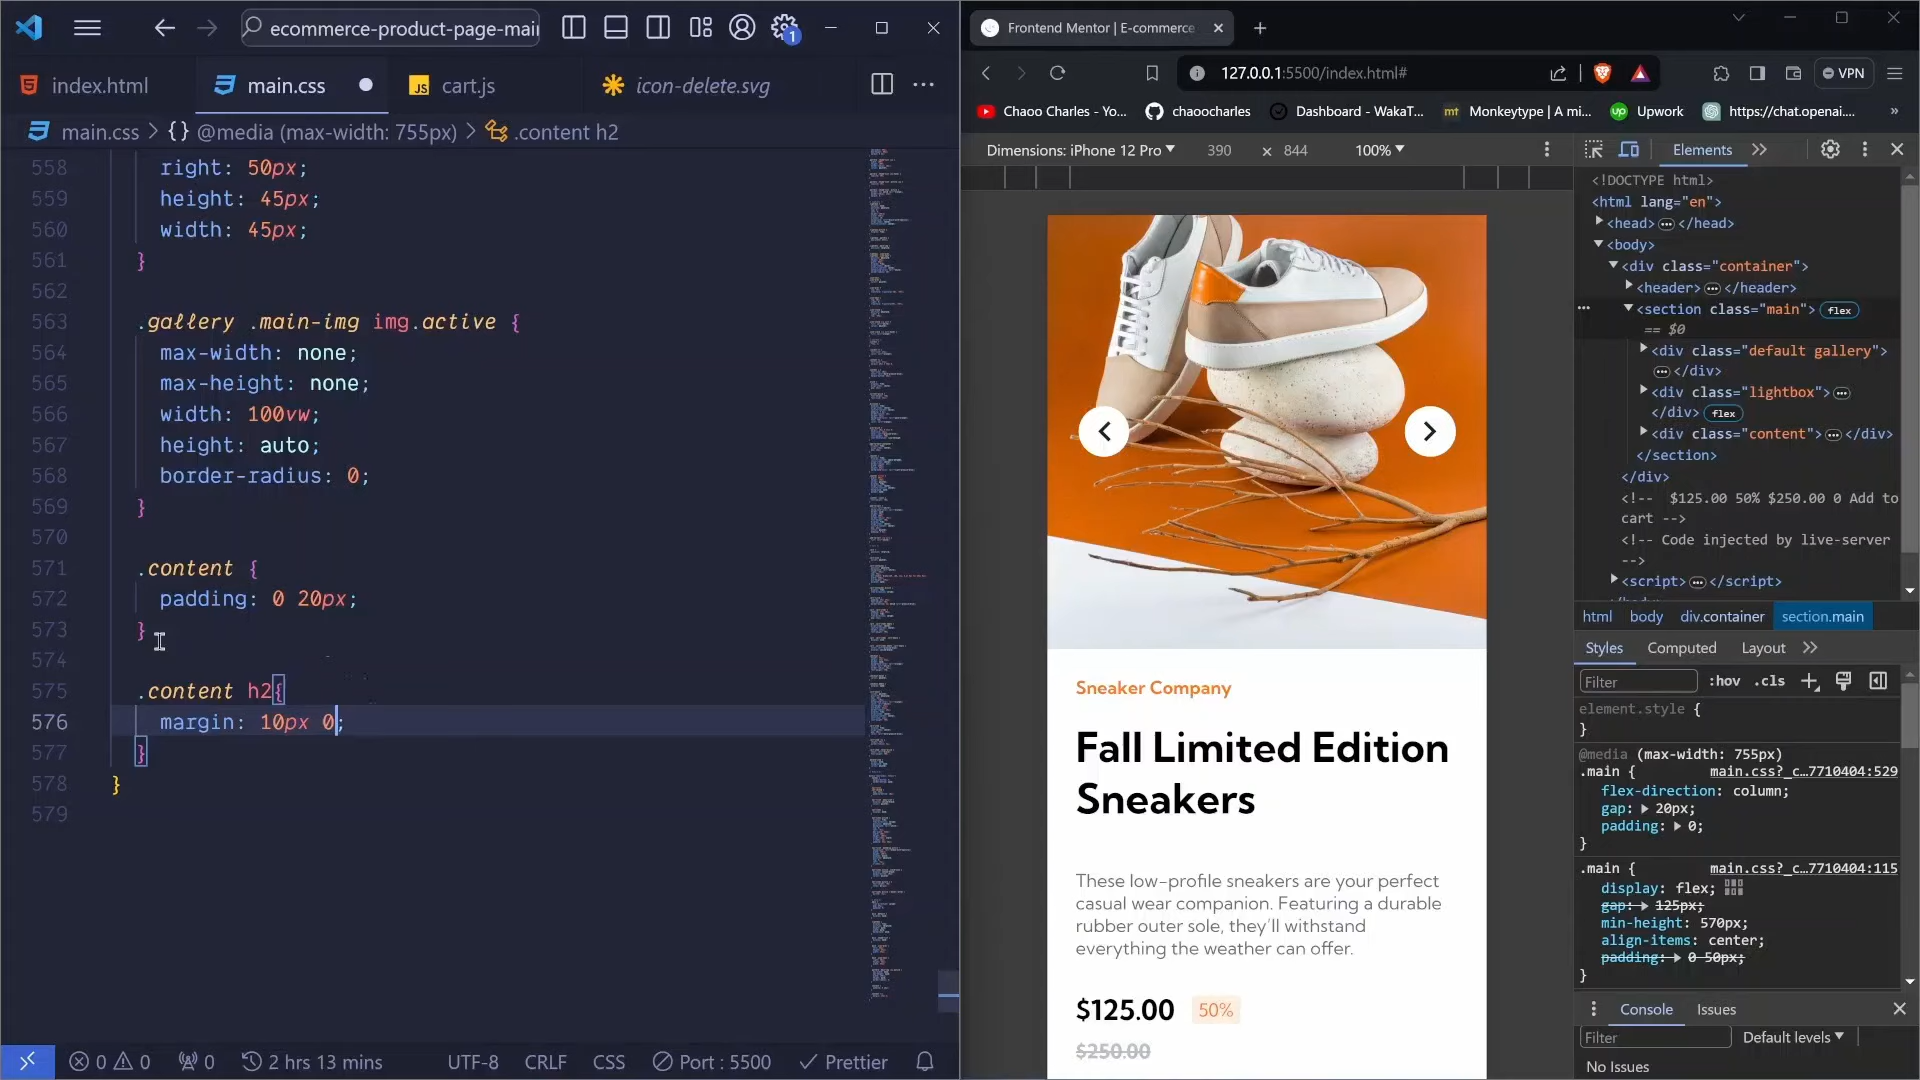 ecommerce-product-page-mai
1
index.html
main.css
JS cart.js
icon-delete.svg
main.css > {} @media (max-width: 755px) > .content h2
558 right: 50px;
559 height: 45px;
560 width: 45px;
561 }
562
563 .gallery .main-img img.active {
564 max-width: none;
565 max-height: none;
566 width: 100vw;
567 height: auto;
568 border-radius: 0;
569 }
570
571 .content {
572 padding: 0 20px;
573 }
574
575 .content h2{
576 margin: 10px 0;
577 }
578 }
579
0 0 0 2 hrs 13 mins UTF-8 CRLF CSS Port : 5500 Prettier
Frontend Mentor | E-commerce
127.0.0.1:5500/index.html#
VPN
Chaoo Charles - Yo...
chaoocharles
Dashboard - WakaT...
mt Monkeytype | A mi...
up Upwork
https://chat.openai....
»
Dimensions: iPhone 12 Pro 390 × 844 100%
Sneaker Company
Fall Limited Edition
Sneakers
These low-profile sneakers are your perfect
casual wear companion. Featuring a durable
rubber outer sole, they'll withstand
everything the weather can offer.
$125.00 50%
$250.00
Elements
<!DOCTYPE html>
<html lang="en">
<head> … </head>
<body>
<div class="container">
<header> … </header>
<section class="main"> flex
== $0
<div class="default gallery">
… </div>
<div class="lightbox"> …
</div> flex
<div class="content"> … </div>
</section>
</div>
<!-- $125.00 50% $250.00 0 Add to
cart -->
<!-- Code injected by live-server
-->
<script> … </script>
html body div.container section.main
Styles Computed Layout
Filter :hov .cls
element.style {
}
@media (max-width: 755px)
.main { main.css?_c…7710404:529
flex-direction: column;
gap: 20px;
padding: 0;
}
.main { main.css?_c…7710404:115
display: flex;
gap: 125px;
min-height: 570px;
align-items: center;
padding: 0 50px;
}
Console Issues
Filter Default levels
No Issues